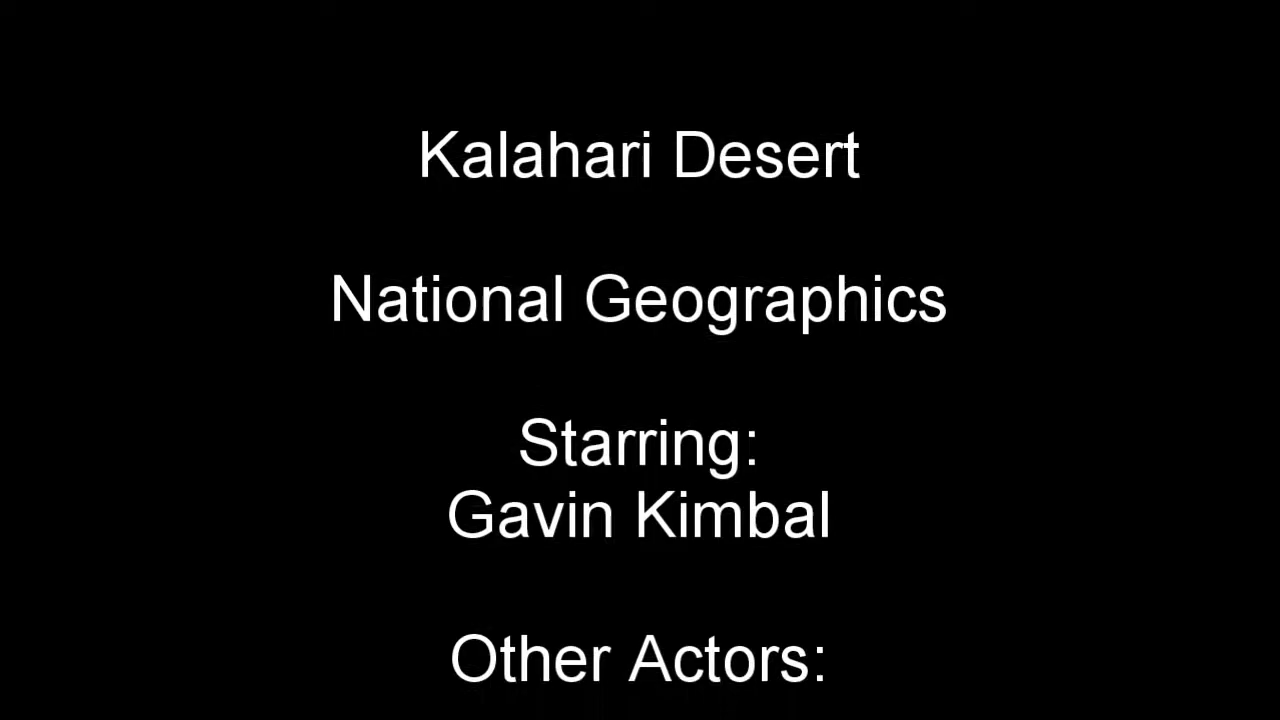 Kalahari Desert
National Geographics
Starring:
Gavin Kimbal
Other Actors: